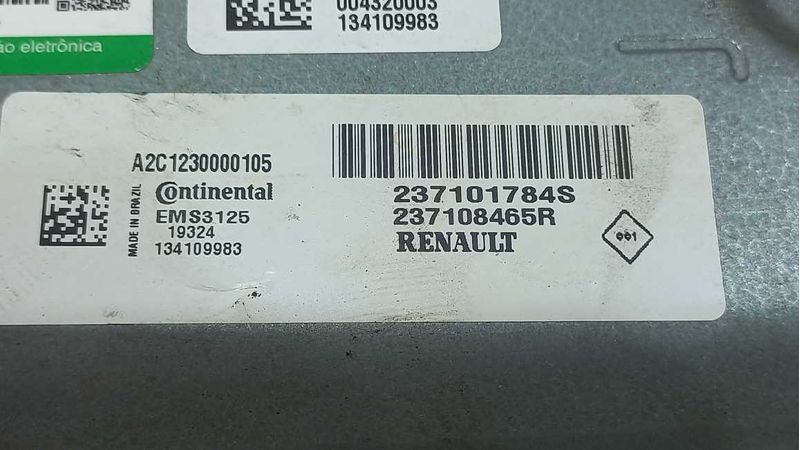 ão eletrônica
004320003
134109983
A2C1230000105
MADE IN BRAZIL
Continental
EMS3125
19324
134109983
237101784S
237108465R
RENAULT
001